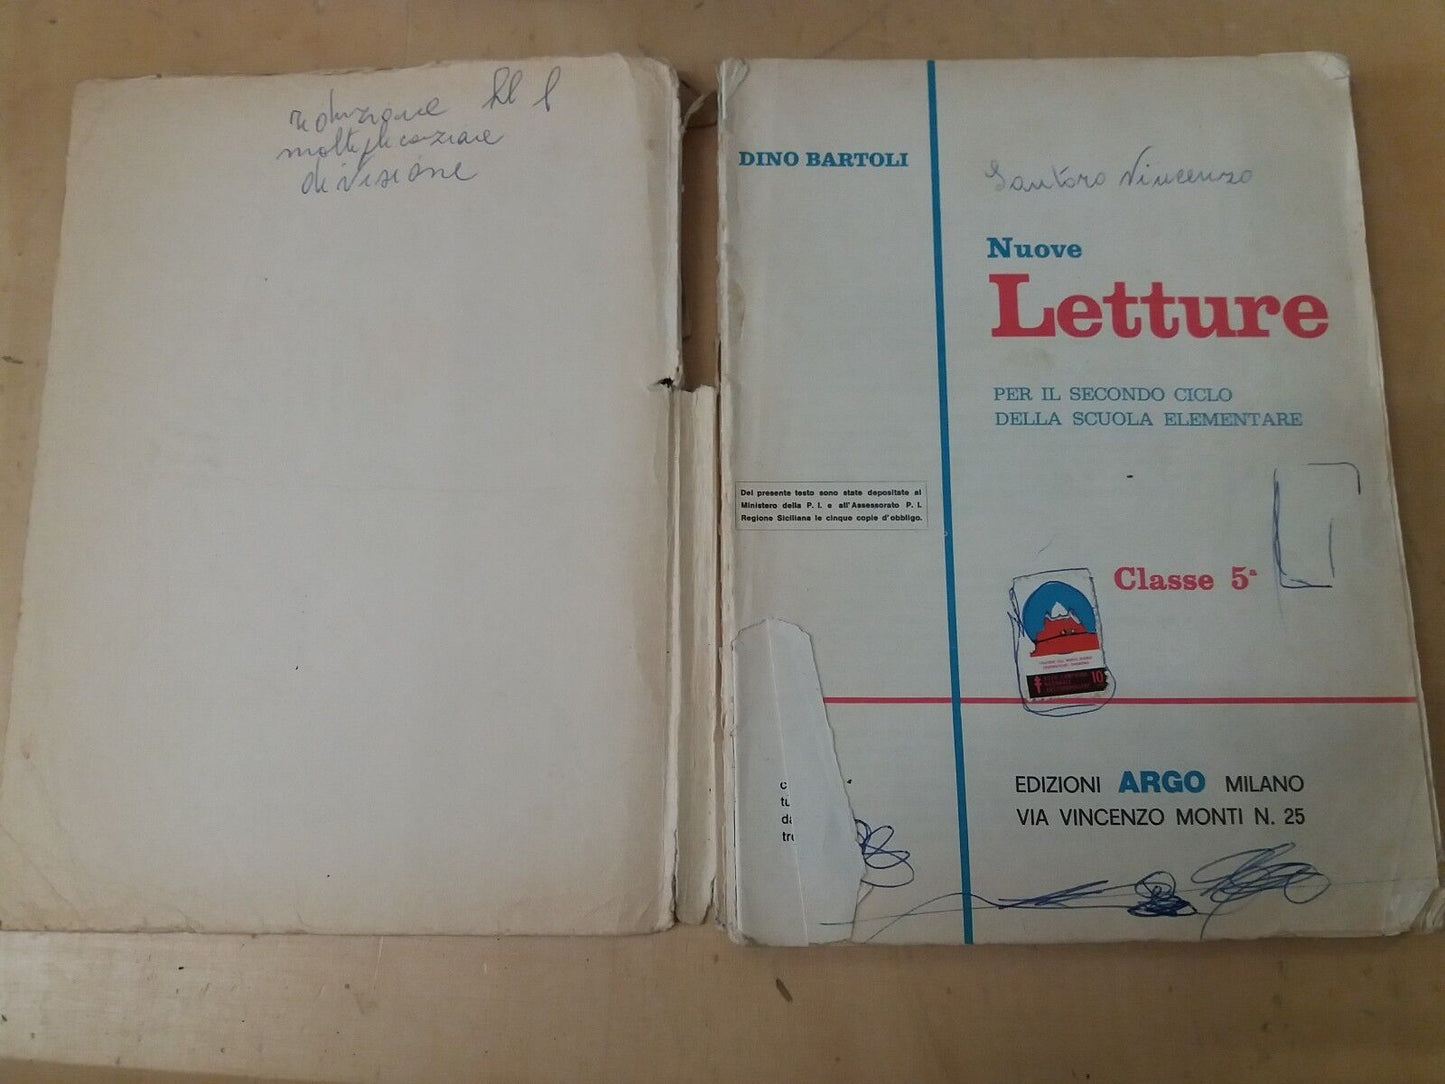 riduzione
moltiplicazione
divisione
DINO BARTOLI
Santoro Vincenzo
Nuove
Letture
PER IL SECONDO CICLO
DELLA SCUOLA ELEMENTARE
Del presente testo sono state depositate al
Ministero della P. I. e all'Assessorato P. I.
Regione Siciliana le cinque copie d'obbligo.
Classe 5ª
10
EDIZIONI ARGO MILANO
VIA VINCENZO MONTI N. 25